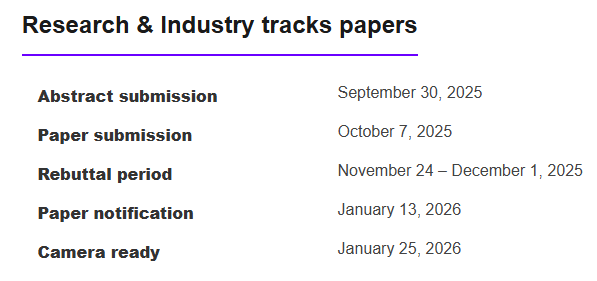 Research & Industry tracks papers
Abstract submission September 30, 2025
Paper submission October 7, 2025
Rebuttal period November 24 – December 1, 2025
Paper notification January 13, 2026
Camera ready January 25, 2026